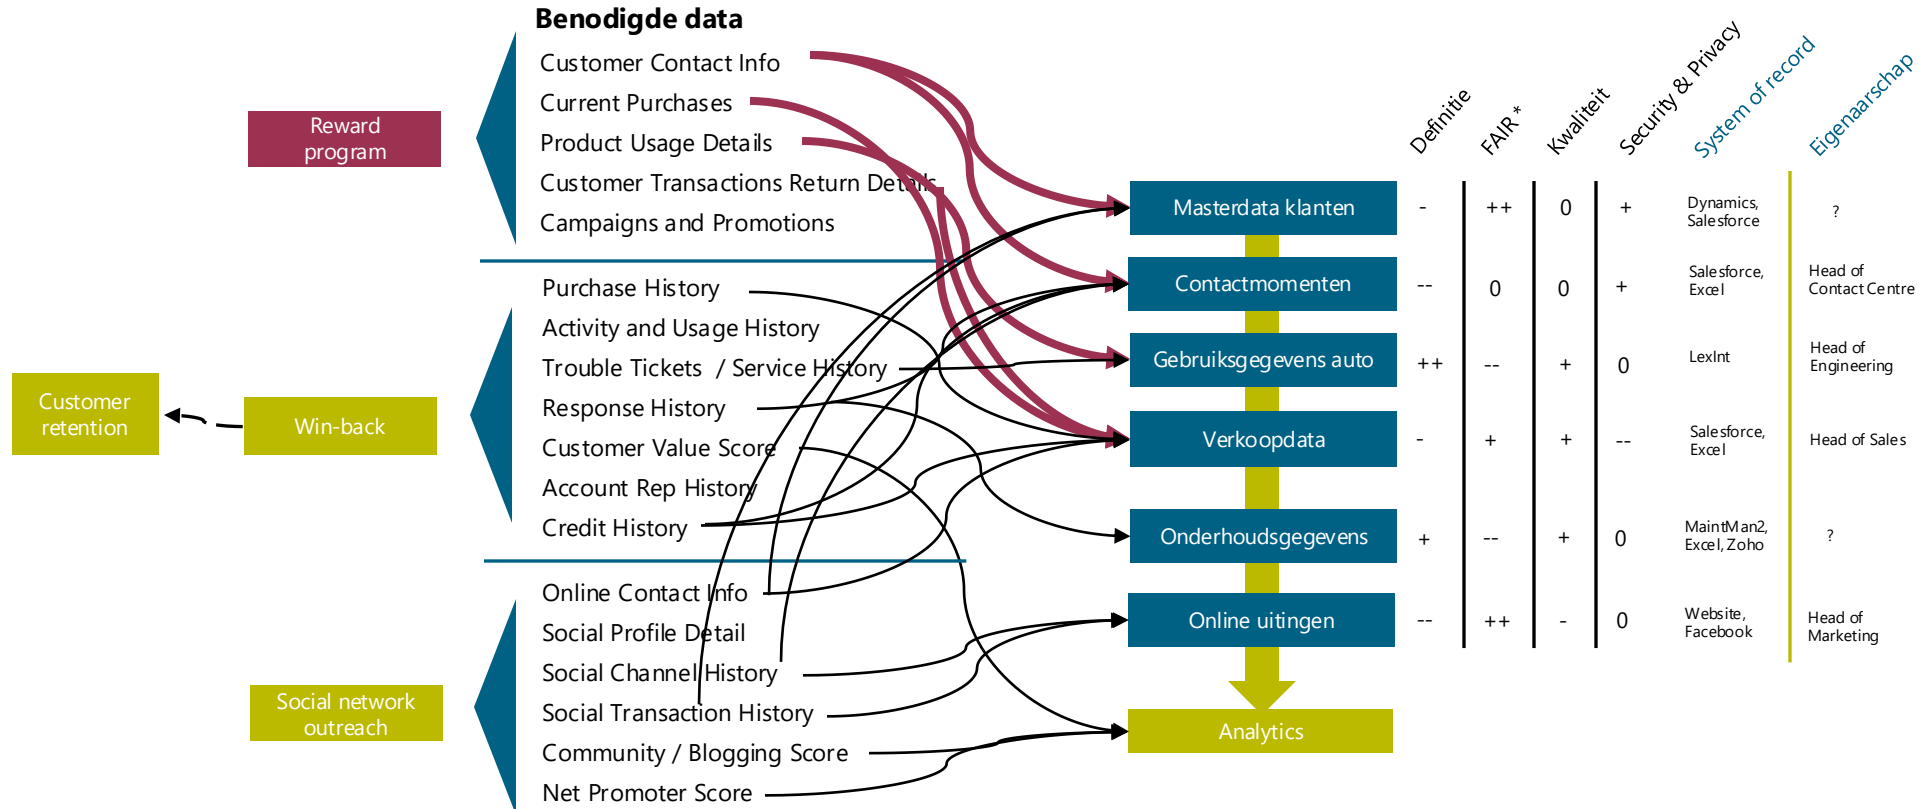 Benodigde data
Customer Contact Info
Current Purchases
Product Usage Details
Customer Transactions Return Details
Campaigns and Promotions
Reward
program
Purchase History
Activity and Usage History
Trouble Tickets / Service History
Response History
Customer Value Score
Account Rep History
Credit History
Customer
retention
Win-back
Online Contact Info
Social Profile Detail
Social Channel History
Social Transaction History
Community / Blogging Score
Net Promoter Score
Social network
outreach
Definitie
FAIR *
Kwaliteit
Security & Privacy
System of record
Eigenaarschap
Masterdata klanten
- ++ 0 +
Dynamics,
Salesforce
?
Contactmomenten
-- 0 0 +
Salesforce,
Excel
Head of
Contact Centre
Gebruiksgegevens auto
++ -- + 0
LexInt
Head of
Engineering
Verkoopdata
- + + --
Salesforce,
Excel
Head of Sales
Onderhoudsgegevens
+ -- + 0
MaintMan2,
Excel, Zoho
?
Online uitingen
-- ++ - 0
Website,
Facebook
Head of
Marketing
Analytics